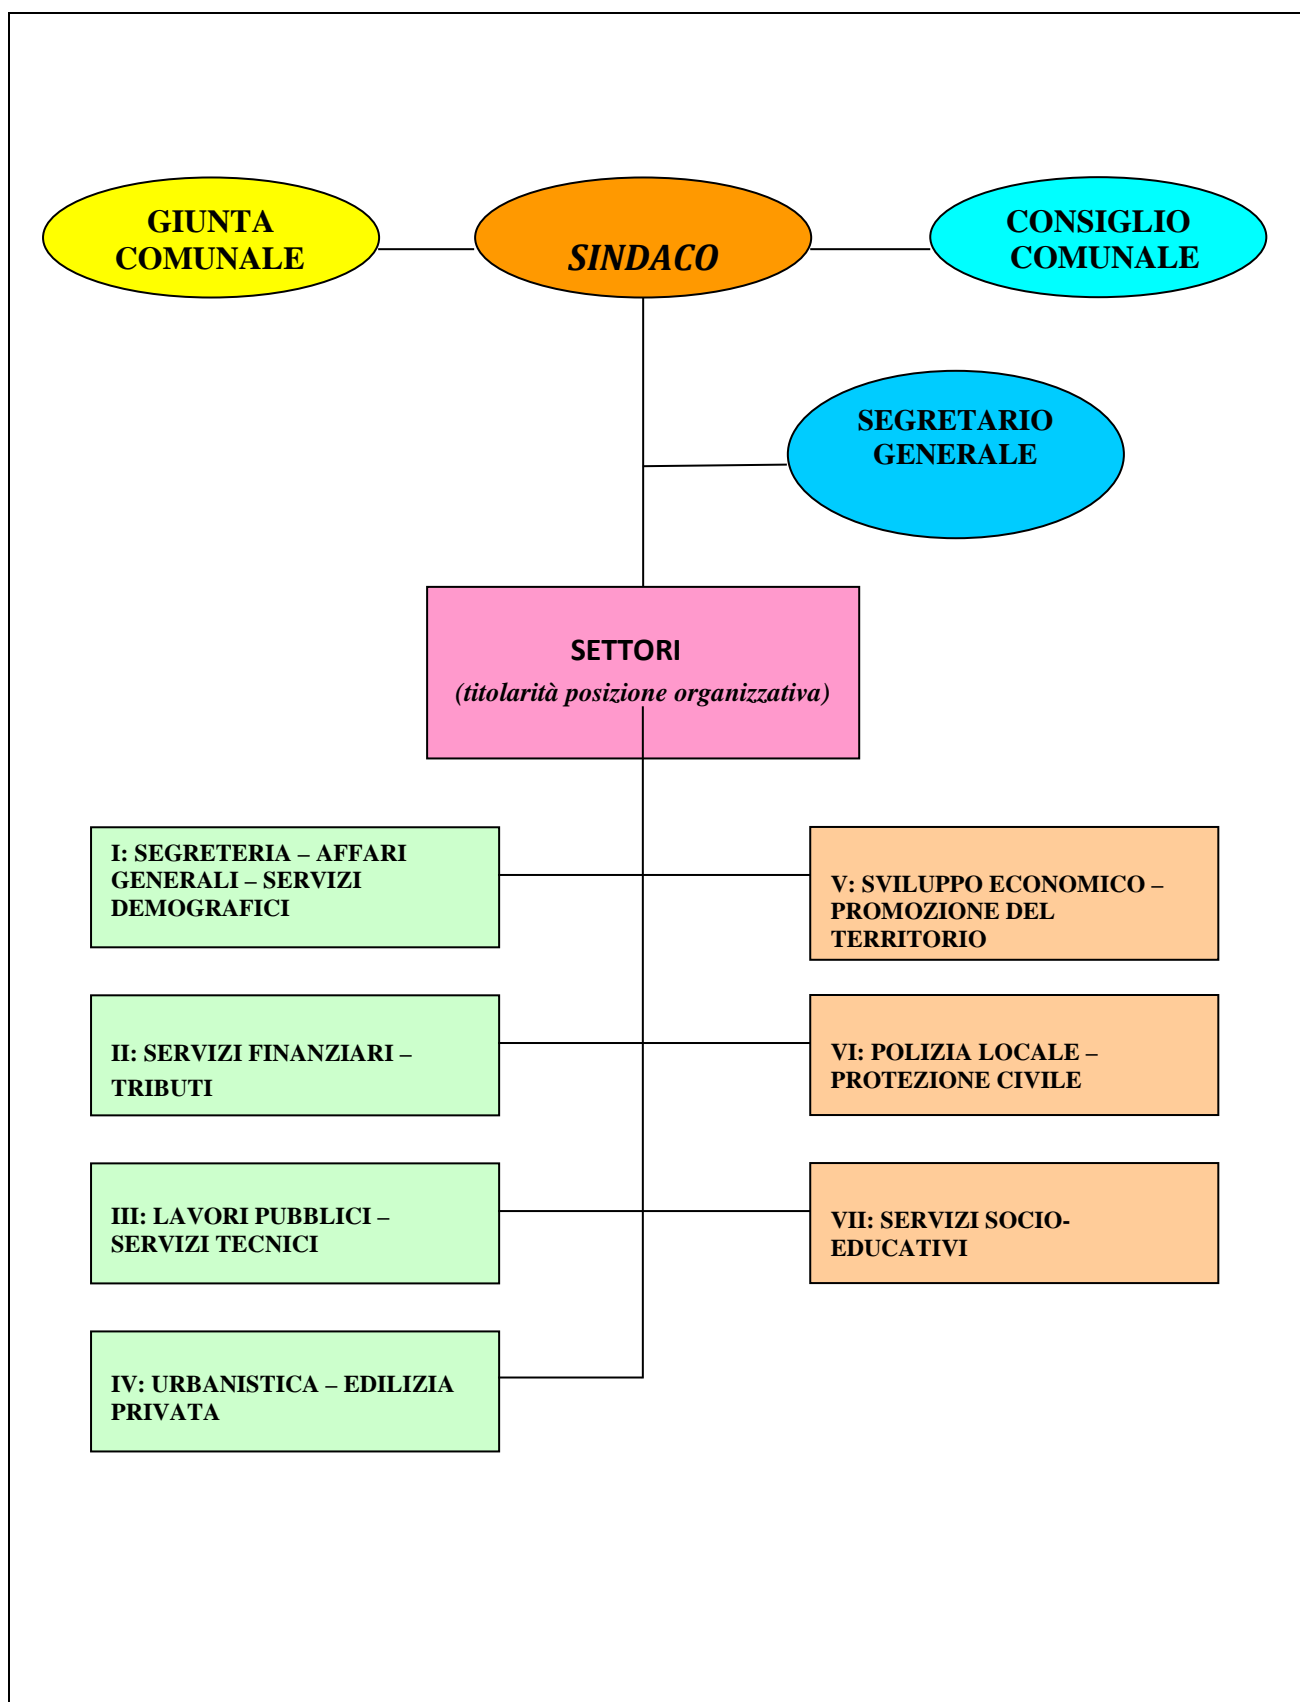 GIUNTA
COMUNALE
SINDACO
CONSIGLIO
COMUNALE
SEGRETARIO
GENERALE
SETTORI
(titolarità posizione organizzativa)
I: SEGRETERIA – AFFARI
GENERALI – SERVIZI
DEMOGRAFICI
V: SVILUPPO ECONOMICO –
PROMOZIONE DEL
TERRITORIO
II: SERVIZI FINANZIARI –
TRIBUTI
VI: POLIZIA LOCALE –
PROTEZIONE CIVILE
III: LAVORI PUBBLICI –
SERVIZI TECNICI
VII: SERVIZI SOCIO-
EDUCATIVI
IV: URBANISTICA – EDILIZIA
PRIVATA